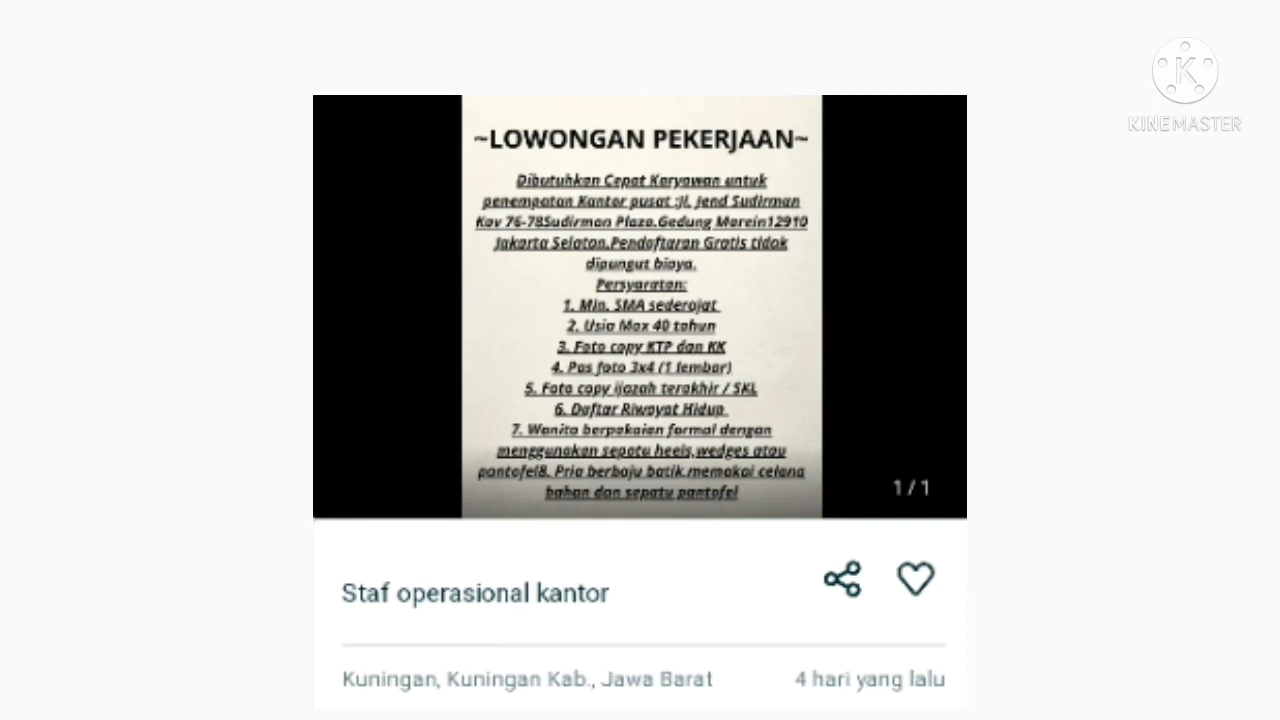 KINEMASTER
~LOWONGAN PEKERJAAN~
Dibutuhkan Cepat Karyawan untuk
penempatan Kantor pusat :jl. Jend Sudirman
Kav 76-78Sudirman Plaza.Gedung Marein12910
Jakarta Selatan.Pendaftaran Gratis tidak
dipungut biaya.
Persyaratan:
1. Min. SMA sederajat
2. Usia Max 40 tahun
3. Foto copy KTP dan KK
4. Pas foto 3x4 (1 lembar)
5. Foto copy ijazah terakhir / SKL
6. Daftar Riwayat Hidup
7. Wanita berpakaian formal dengan
menggunakan sepatu heels,wedges atau
pantofel8. Pria berbaju batik.memakai celana
bahan dan sepatu pantofel
1 / 1
Staf operasional kantor
Kuningan, Kuningan Kab., Jawa Barat
4 hari yang lalu